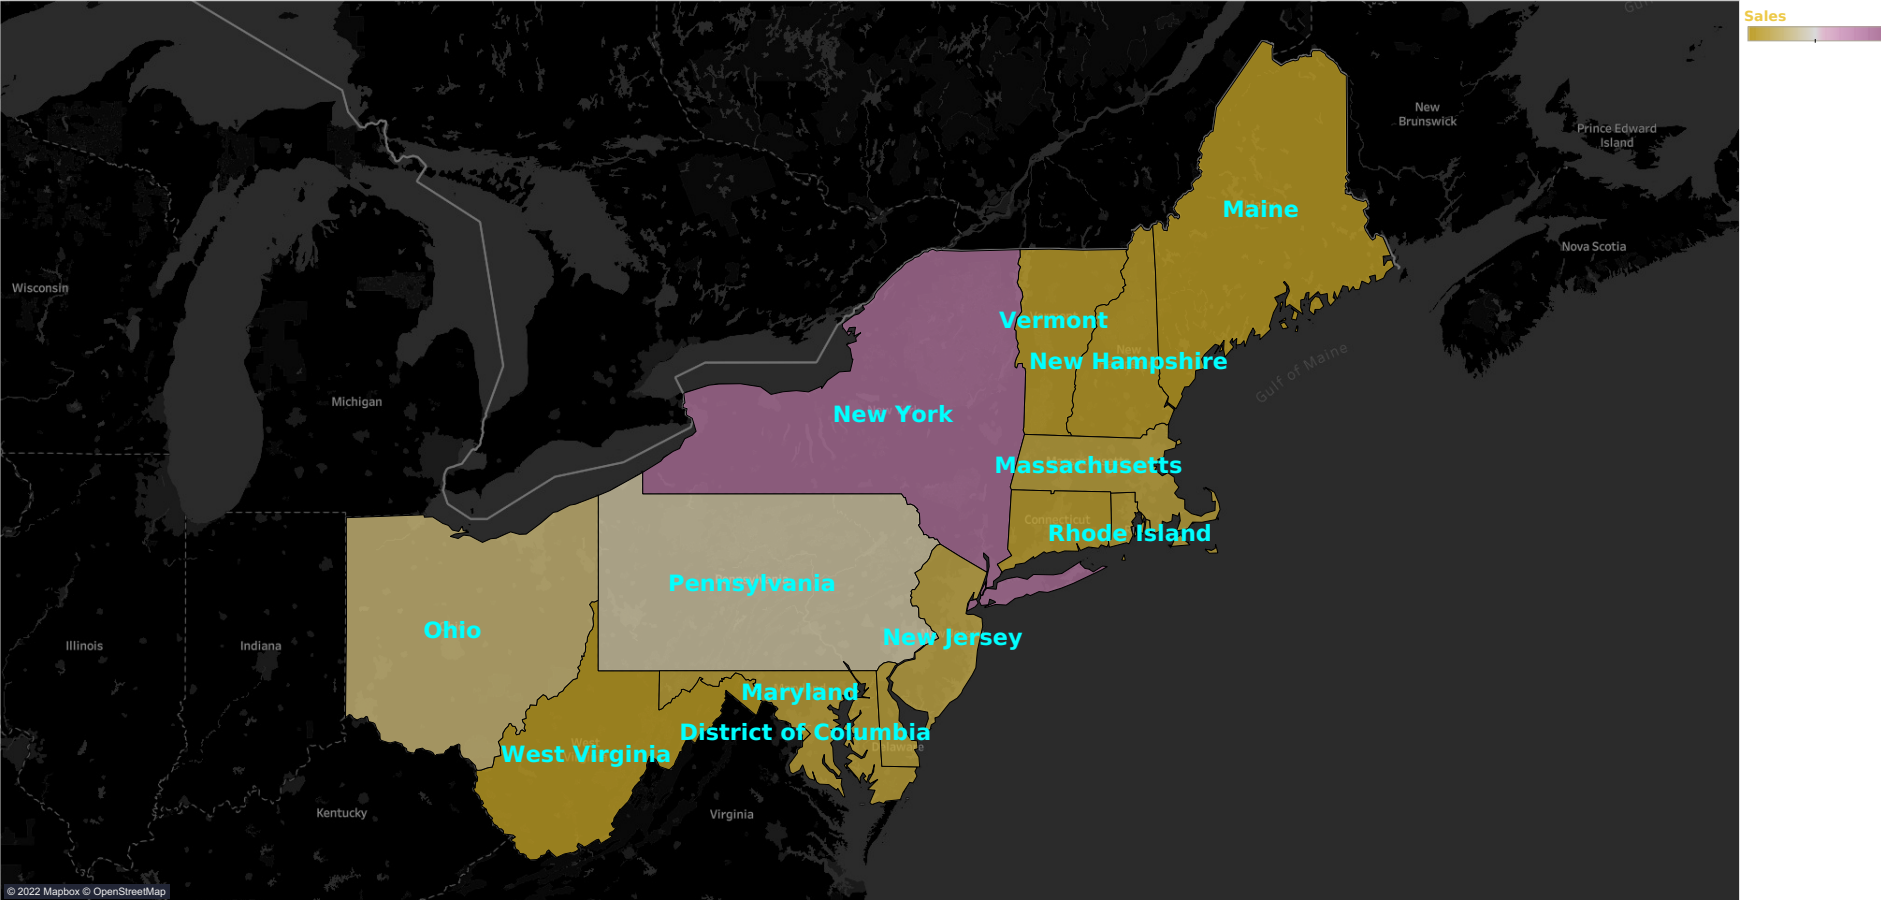 Sales
New
Brunswick
Prince Edward
Island
Maine
Nova Scotia
Wisconsin
Vermont
New
New Hampshire
Gulf of Maine
Michigan
New York
Massachusetts
Connecticut
Rhode Island
Pennsylvania
Ohio
New Jersey
Illinois
Indiana
Maryland
District of Columbia
Delaware
West
West Virginia
Kentucky
Virginia
© 2022 Mapbox © OpenStreetMap